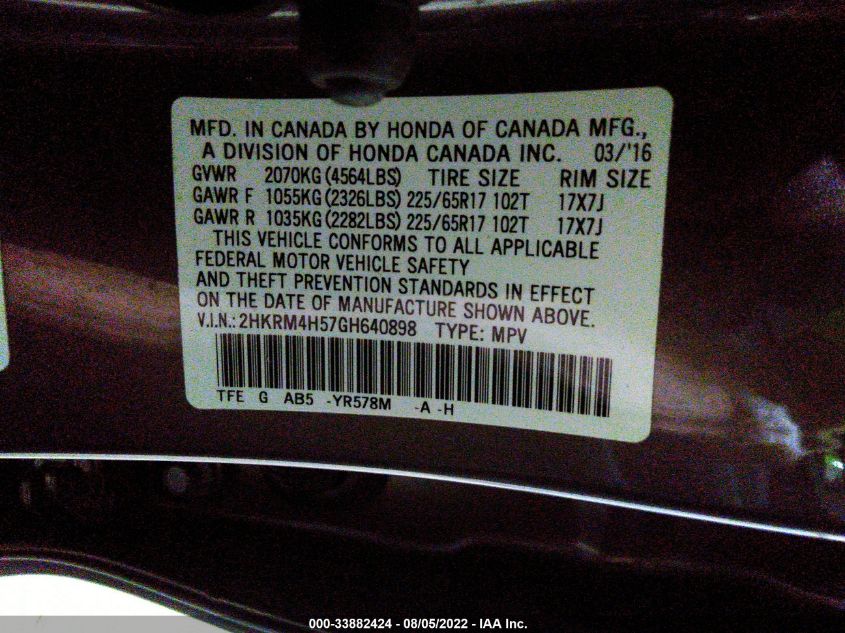 MFD. IN CANADA BY HONDA OF CANADA MFG.,
A DIVISION OF HONDA CANADA INC. 03/'16
GVWR 2070KG (4564LBS) TIRE SIZE RIM SIZE
GAWR F 1055KG (2326LBS) 225/65R17 102T 17X7J
GAWR R 1035KG (2282LBS) 225/65R17 102T 17X7J
THIS VEHICLE CONFORMS TO ALL APPLICABLE
FEDERAL MOTOR VEHICLE SAFETY
AND THEFT PREVENTION STANDARDS IN EFFECT
ON THE DATE OF MANUFACTURE SHOWN ABOVE.
V.I.N.: 2HKRM4H57GH640898 TYPE: MPV
TFE G AB5 -YR578M -A -H
000-33882424 - 08/05/2022 - IAA Inc.